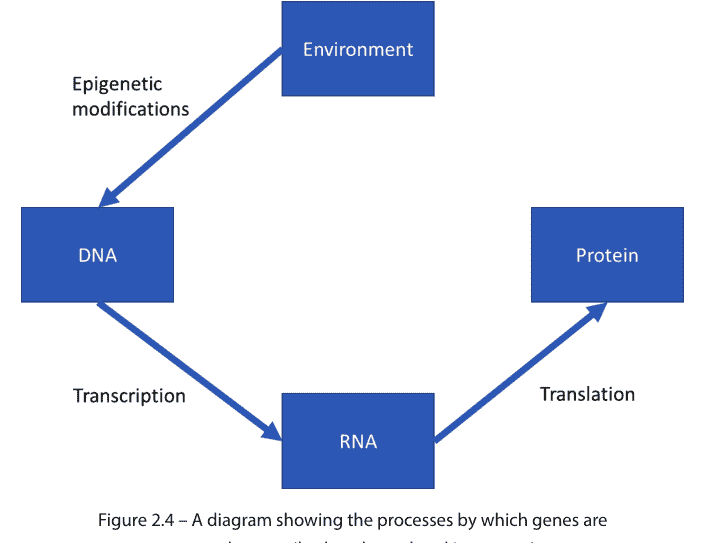 Environment
Epigenetic
modifications
DNA
Protein
Transcription
Translation
RNA
Figure 2.4 – A diagram showing the processes by which genes are